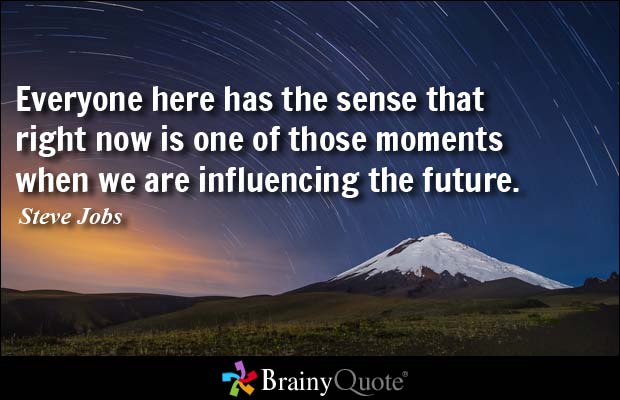 Everyone here has the sense that
right now is one of those moments
when we are influencing the future.
Steve Jobs
BrainyQuote®